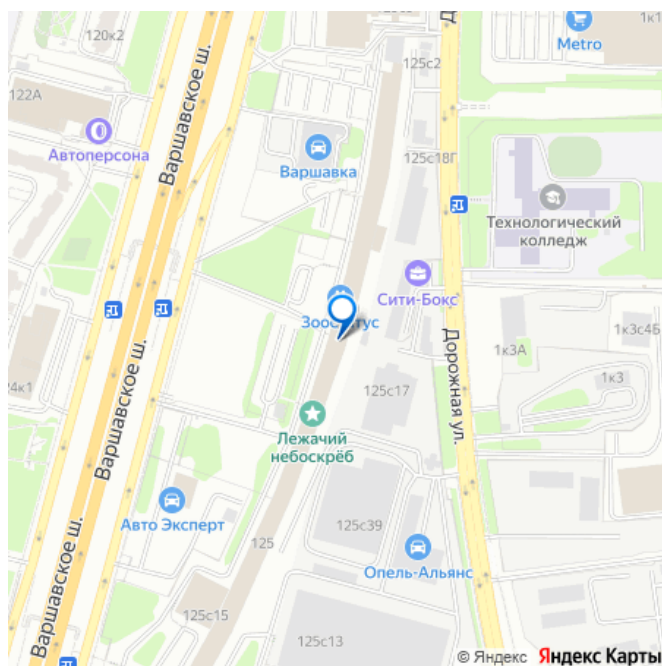 120к2
Варшавское ш.
Д
Metro
1к1
122А
Автоперсона
125с2
Варшавка
125с18Г
Технологический
колледж
Сити-Бокс
Дорожная ул.
1к3с4Б
1к3А
1к3
24к1
Варшавское ш.
125с17
Лежачий
небоскрёб
Авто Эксперт
125
125с39
Опель-Альянс
Варшавское ш.
125с15
125с13
© Яндекс Яндекс Карты